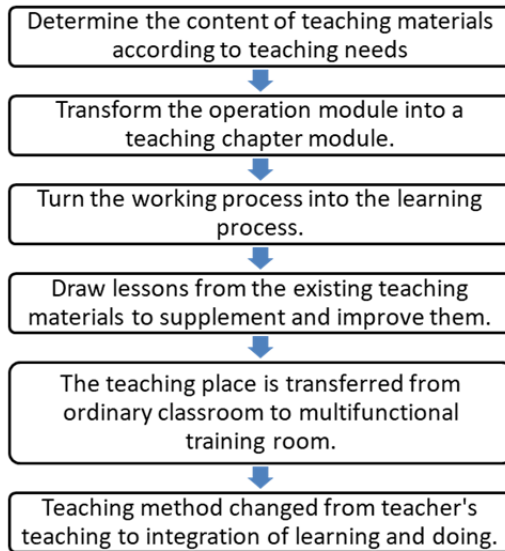 Determine the content of teaching materials
according to teaching needs
Transform the operation module into a
teaching chapter module.
Turn the working process into the learning
process.
Draw lessons from the existing teaching
materials to supplement and improve them.
The teaching place is transferred from
ordinary classroom to multifunctional
training room.
Teaching method changed from teacher's
teaching to integration of learning and doing.